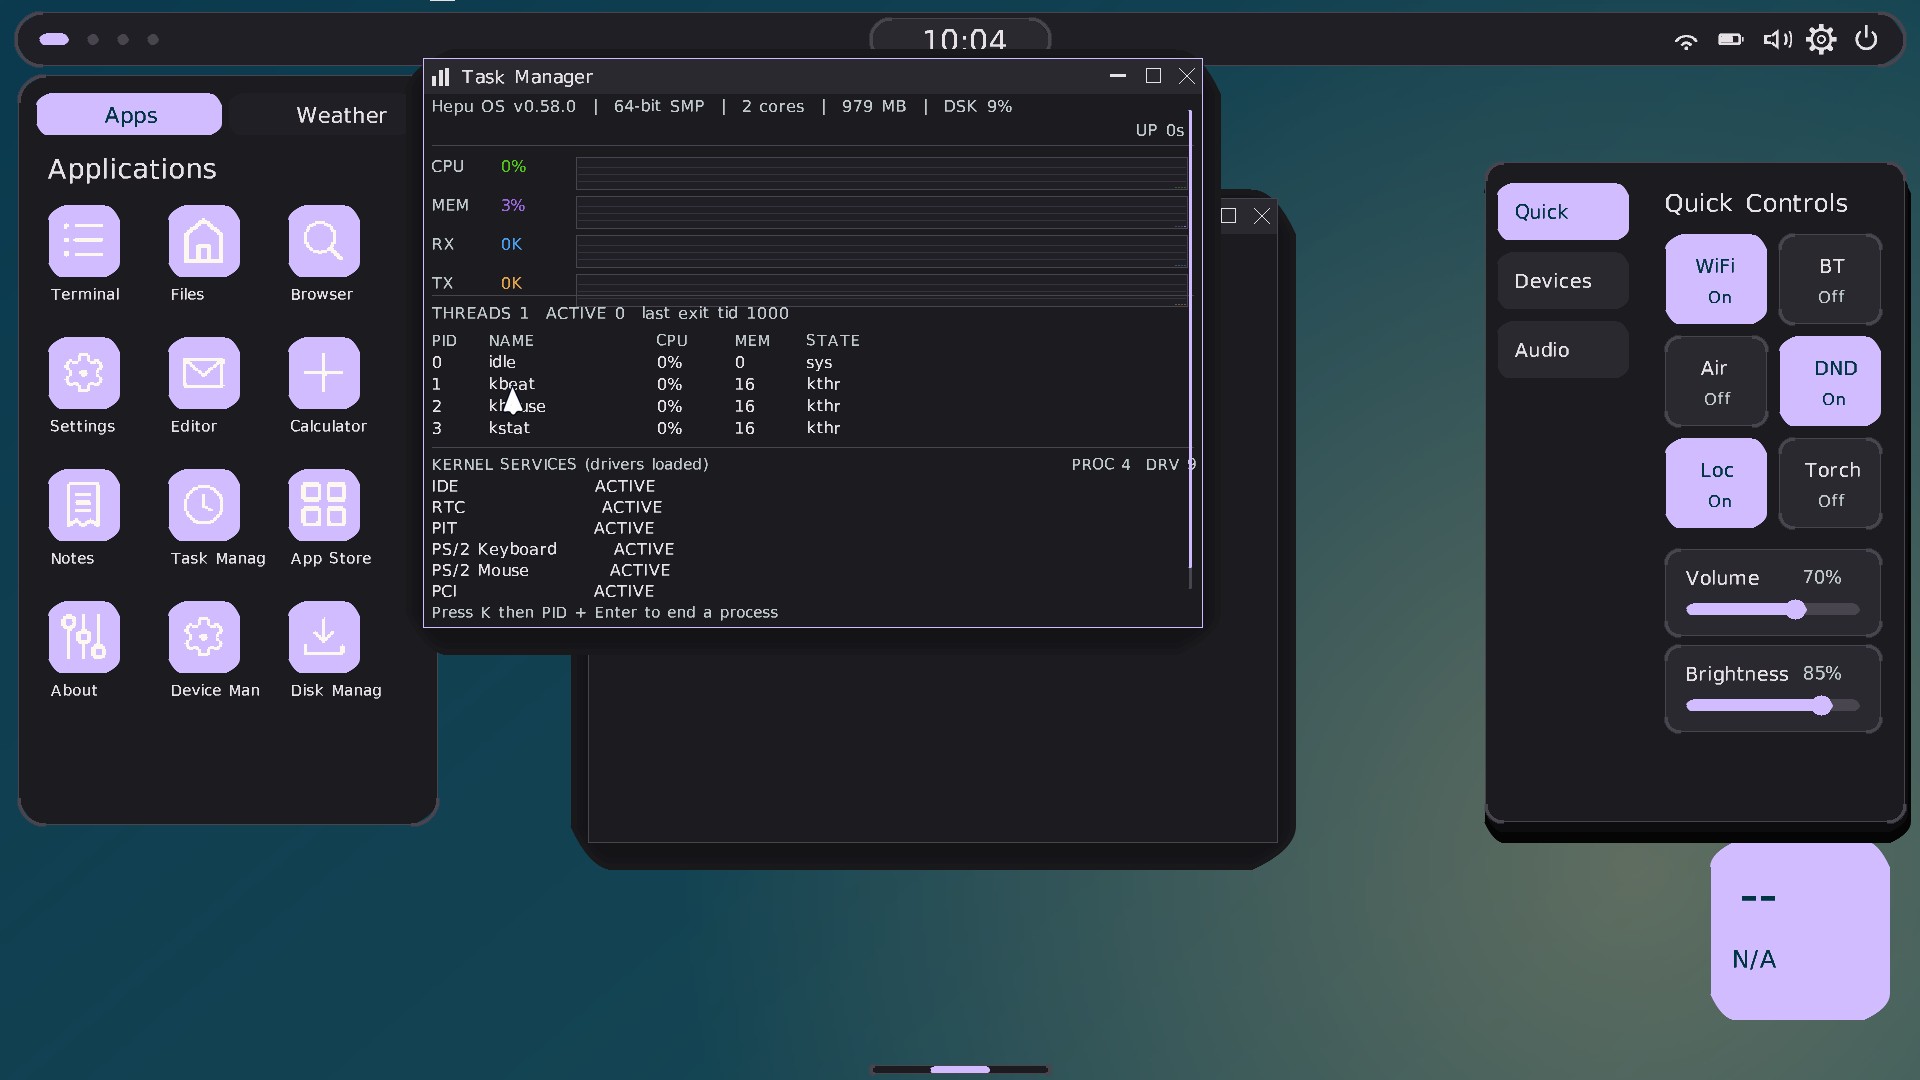 10:04
Apps
Weather
Applications
Terminal
Files
Browser
Settings
Editor
Calculator
Notes
Task Manag
App Store
About
Device Man
Disk Manag
Task Manager
Hepu OS v0.58.0 | 64-bit SMP | 2 cores | 979 MB | DSK 9%
UP 0s
CPU 0%
MEM 3%
RX 0K
TX 0K
THREADS 1 ACTIVE 0 last exit tid 1000
PID NAME CPU MEM STATE
0 idle 0% 0 sys
1 kbeat 0% 16 kthr
2 0% 16 kthr
3 kstat 0% 16 kthr
KERNEL SERVICES (drivers loaded) PROC 4 DRV 9
IDE ACTIVE
RTC ACTIVE
PIT ACTIVE
PS/2 Keyboard ACTIVE
PS/2 Mouse ACTIVE
PCI ACTIVE
Press K then PID + Enter to end a process
Quick
Devices
Audio
Quick Controls
WiFi
On
BT
Off
Air
Off
DND
On
Loc
On
Torch
Off
Volume 70%
Brightness 85%
--
N/A